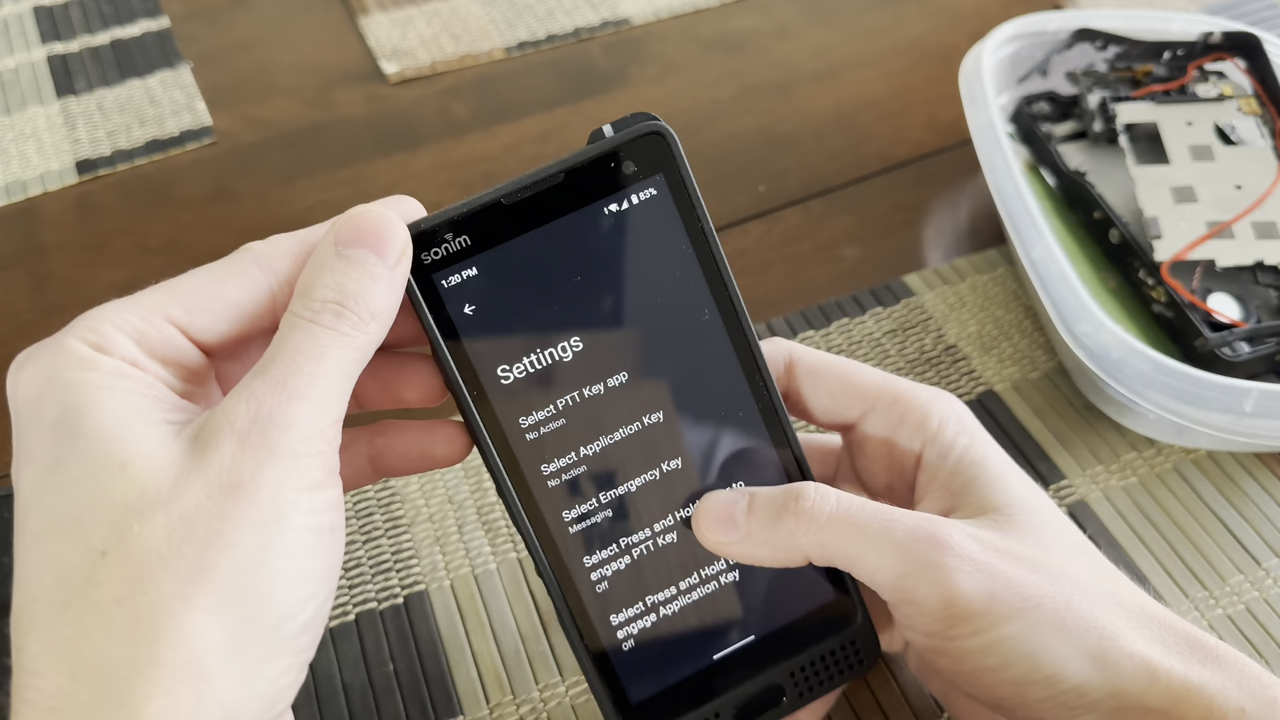 sonim
83%
1:20 PM
Settings
Select PTT Key app
No Action
Select Application Key
No Action
Select Emergency Key
Messaging
Select Press and Hold to
engage PTT Key
Off
Select Press and Hold
engage Application Key
Off